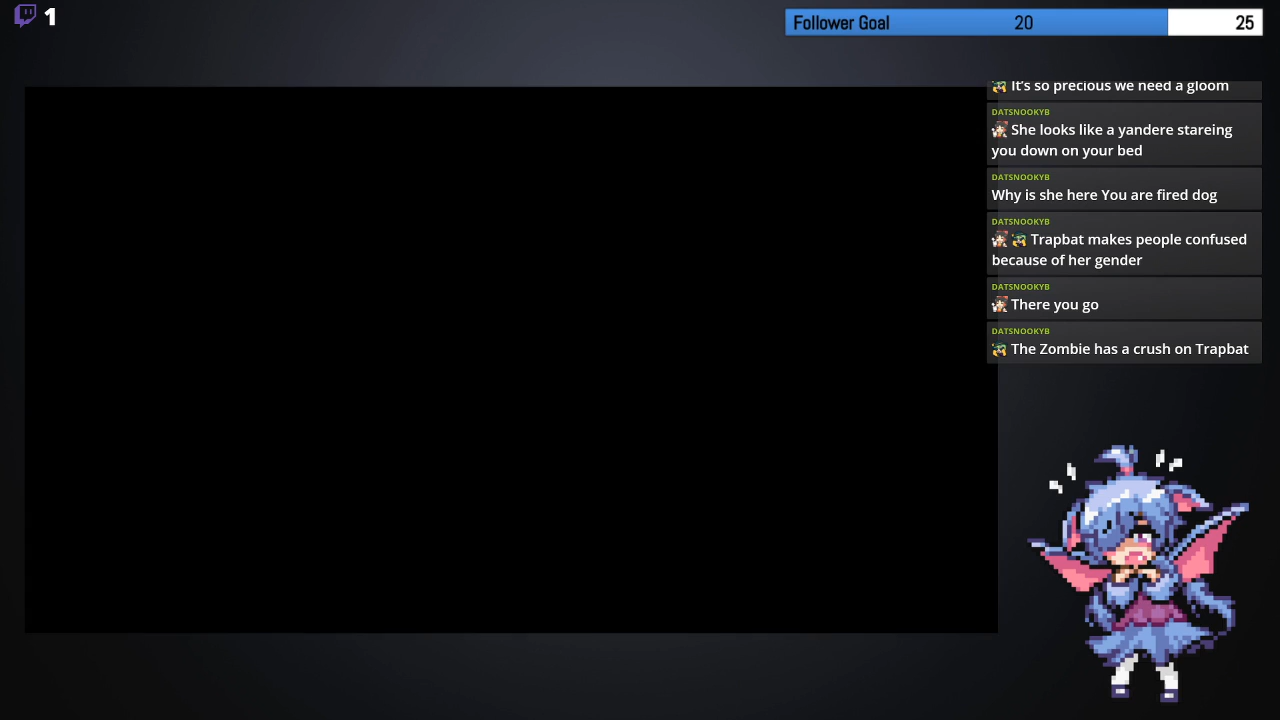 1
Follower Goal 20 25
It's so precious we need a gloom
DATSNOOKYB
She looks like a yandere stareing
you down on your bed
DATSNOOKYB
Why is she here You are fired dog
DATSNOOKYB
Trapbat makes people confused
because of her gender
DATSNOOKYB
There you go
DATSNOOKYB
The Zombie has a crush on Trapbat